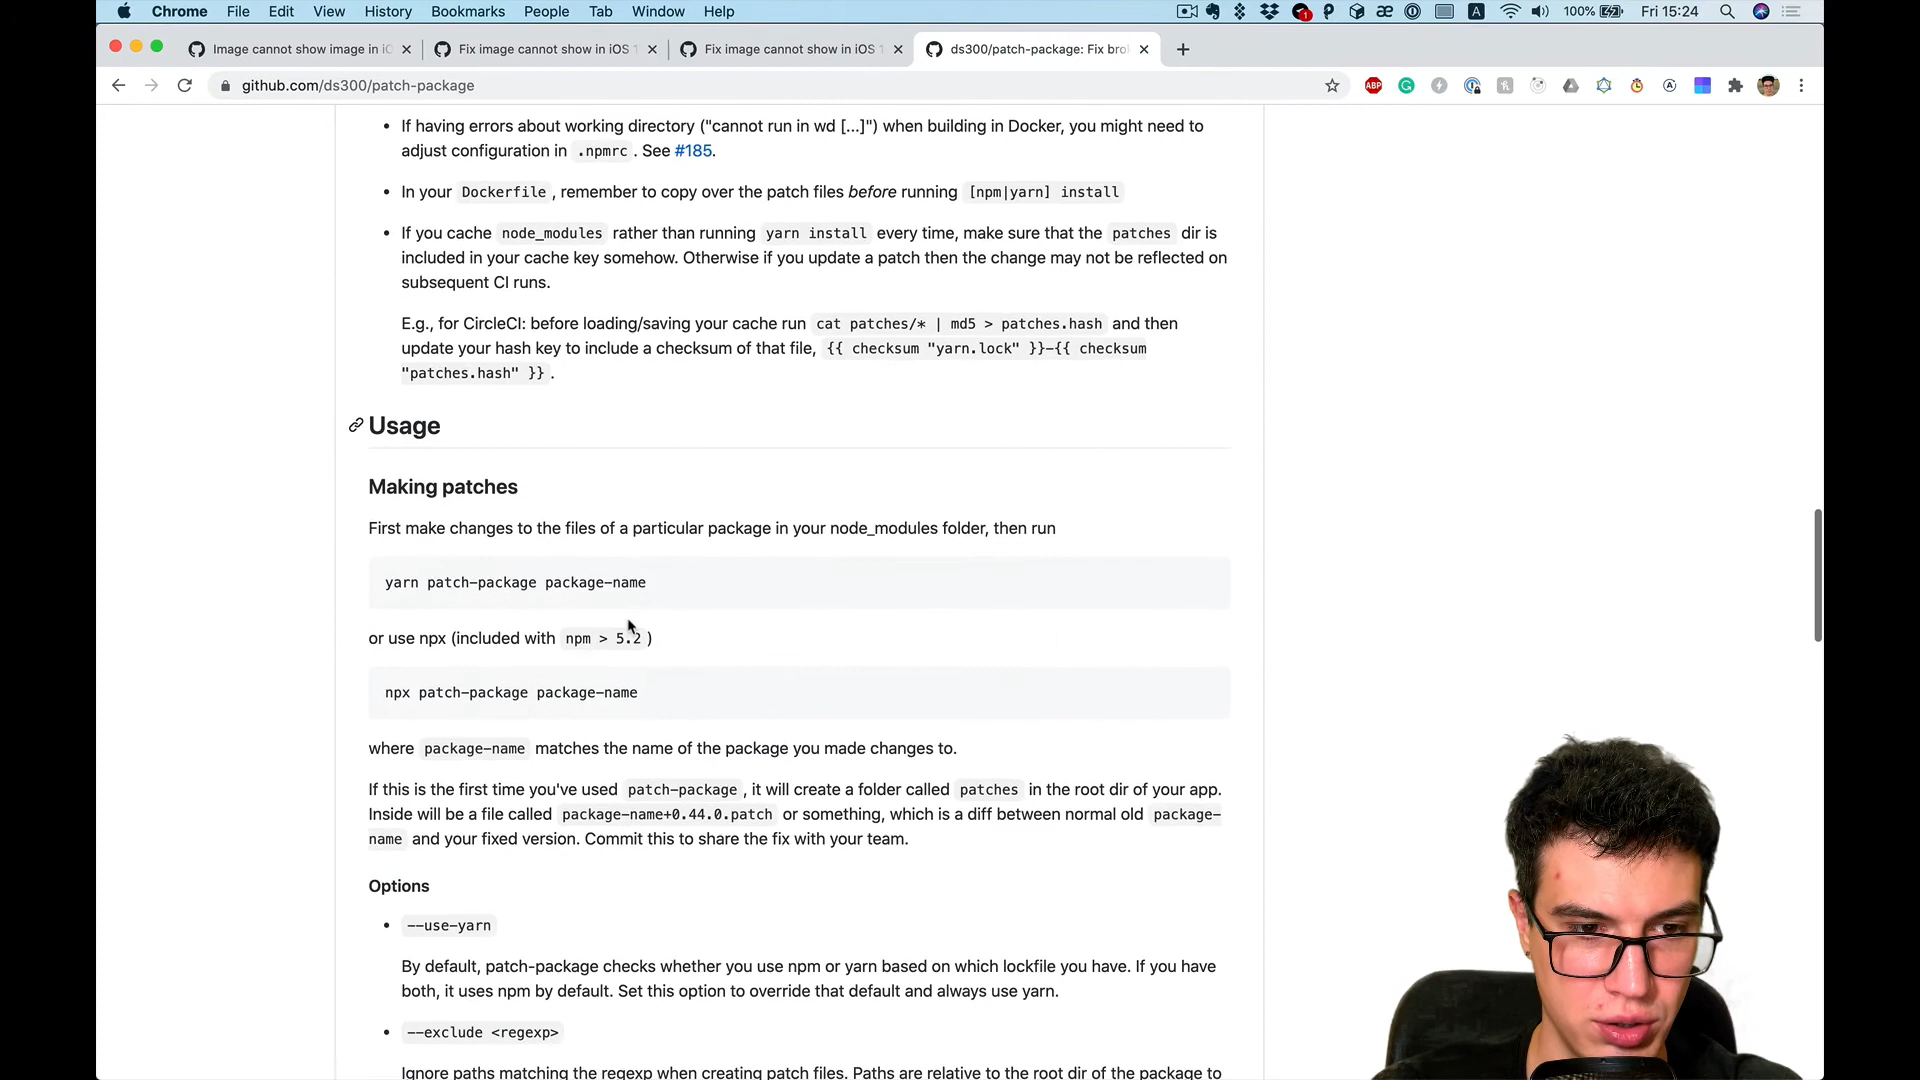 Chrome File Edit View History Bookmarks People Tab Window Help 1 100% Fri 15:24
Image cannot show image in iO Fix image cannot show in iOS 1 Fix image cannot show in iOS 1 ds300/patch-package: Fix bro
github.com/ds300/patch-package ABP
• If having errors about working directory ("cannot run in wd [...]") when building in Docker, you might need to
adjust configuration in .npmrc . See #185.
• In your Dockerfile , remember to copy over the patch files before running [npm|yarn] install
• If you cache node_modules rather than running yarn install every time, make sure that the patches dir is
included in your cache key somehow. Otherwise if you update a patch then the change may not be reflected on
subsequent CI runs.
E.g., for CircleCI: before loading/saving your cache run cat patches/* | md5 > patches.hash and then
update your hash key to include a checksum of that file, {{ checksum "yarn.lock" }}-{{ checksum
"patches.hash" }} .
Usage
Making patches
First make changes to the files of a particular package in your node_modules folder, then run
yarn patch-package package-name
or use npx (included with npm > 5.2 )
npx patch-package package-name
where package-name matches the name of the package you made changes to.
If this is the first time you've used patch-package , it will create a folder called patches in the root dir of your app.
Inside will be a file called package-name+0.44.0.patch or something, which is a diff between normal old package-
name and your fixed version. Commit this to share the fix with your team.
Options
• --use-yarn
By default, patch-package checks whether you use npm or yarn based on which lockfile you have. If you have
both, it uses npm by default. Set this option to override that default and always use yarn.
• --exclude <regexp>
Ignore paths matching the regexp when creating patch files. Paths are relative to the root dir of the package to